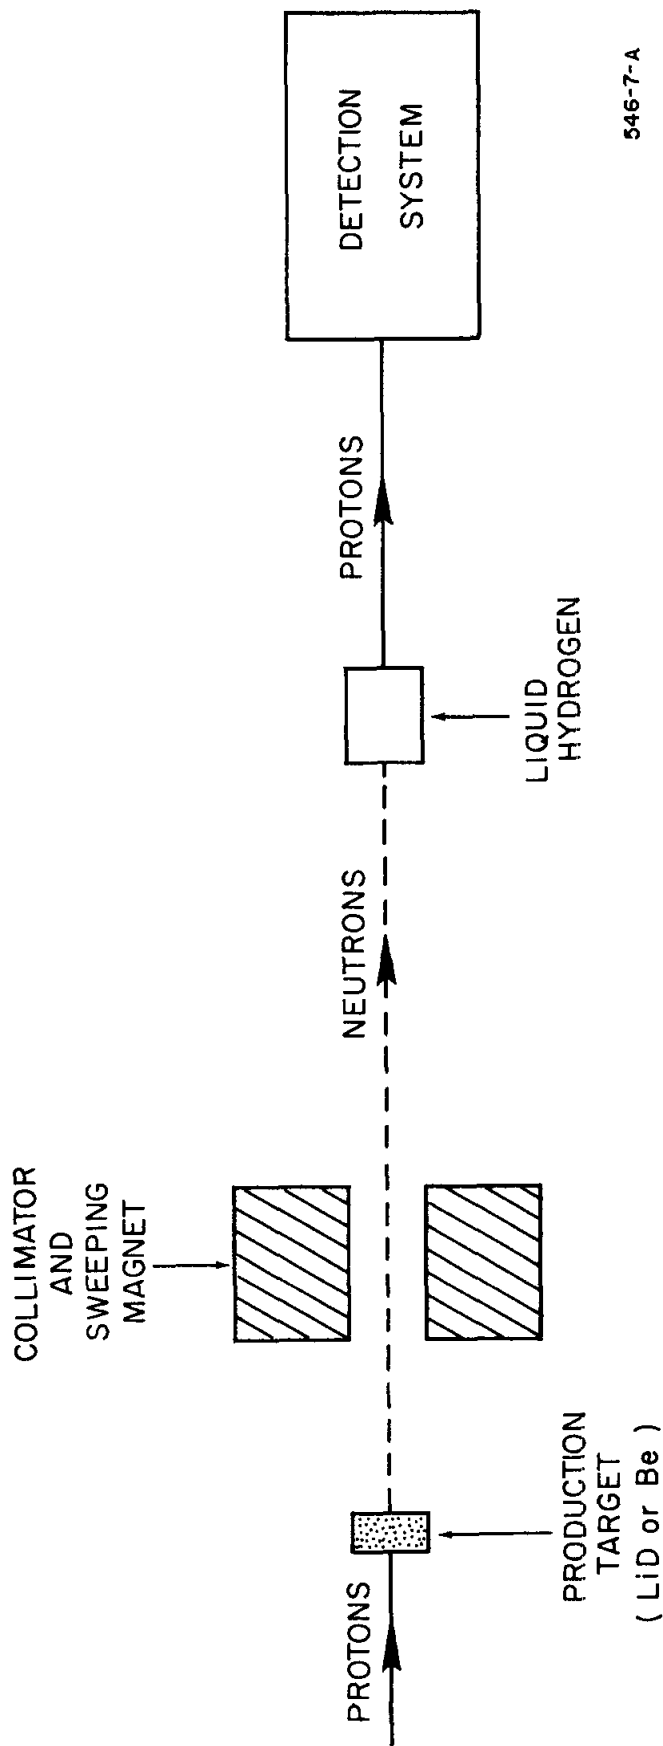 PROTONS
PRODUCTION
TARGET
( LiD or Be )
COLLIMATOR
AND
SWEEPING
MAGNET
NEUTRONS
LIQUID
HYDROGEN
PROTONS
DETECTION
SYSTEM
546-7-A